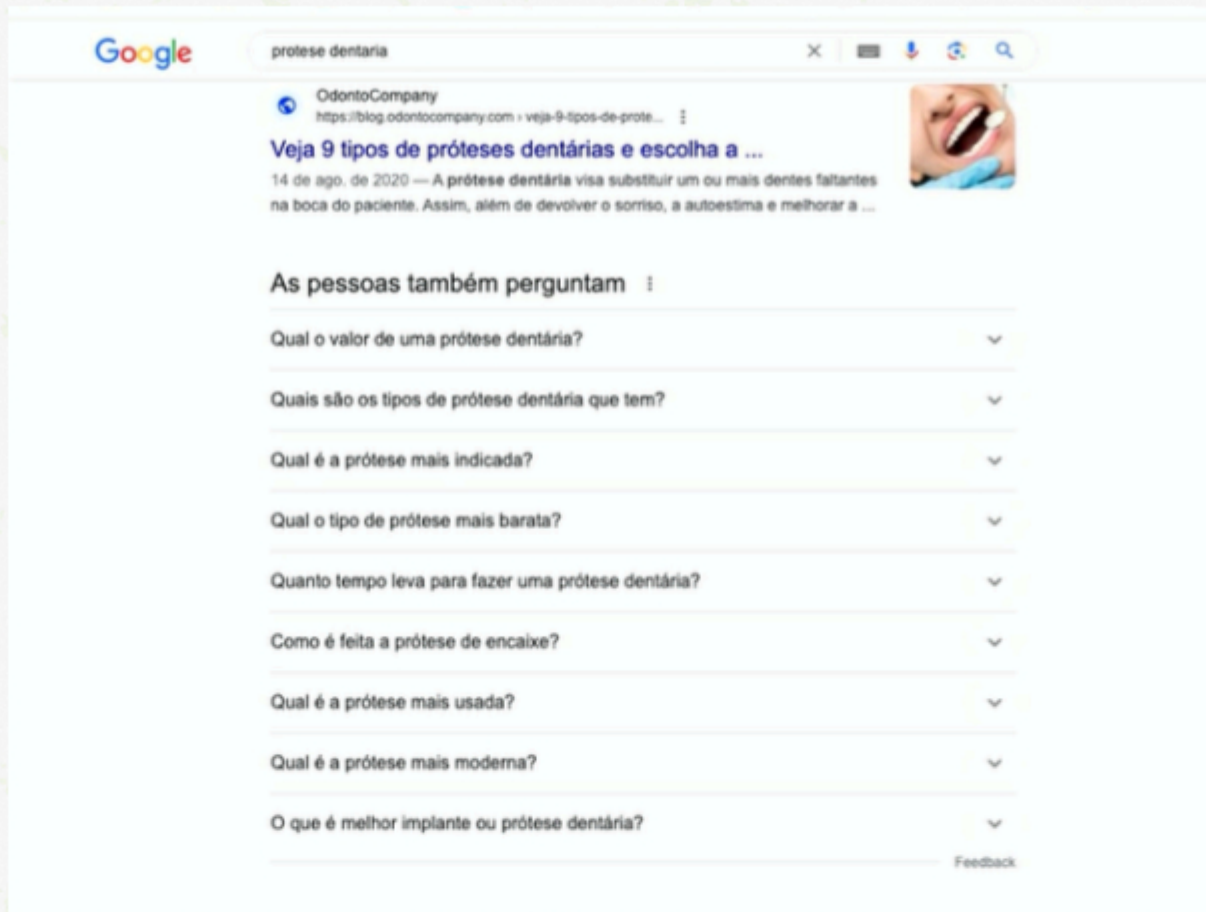 Google
protese dentaria
OdontoCompany
https://blog.odontocompany.com › veja-9-tipos-de-prote...
Veja 9 tipos de próteses dentárias e escolha a ...
14 de ago. de 2020 — A prótese dentária visa substituir um ou mais dentes faltantes
na boca do paciente. Assim, além de devolver o sorriso, a autoestima e melhorar a ...
As pessoas também perguntam
Qual o valor de uma prótese dentária?
Quais são os tipos de prótese dentária que tem?
Qual é a prótese mais indicada?
Qual o tipo de prótese mais barata?
Quanto tempo leva para fazer uma prótese dentária?
Como é feita a prótese de encaixe?
Qual é a prótese mais usada?
Qual é a prótese mais moderna?
O que é melhor implante ou prótese dentária?
Feedback